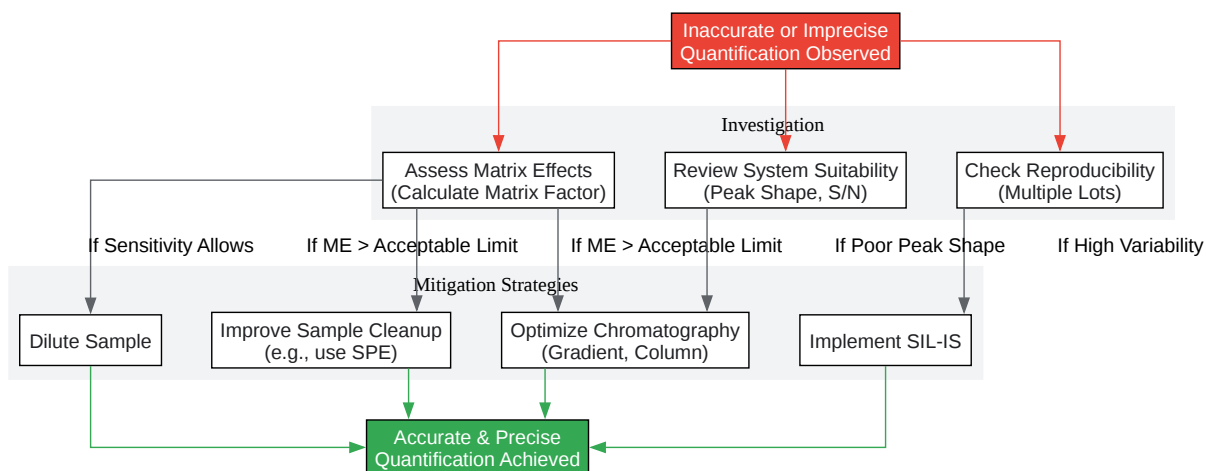 Inaccurate or Imprecise
Quantification Observed
Investigation
Assess Matrix Effects
(Calculate Matrix Factor)
Review System Suitability
(Peak Shape, S/N)
Check Reproducibility
(Multiple Lots)
If Sensitivity Allows
If ME > Acceptable Limit
If ME > Acceptable Limit
If Poor Peak Shape
If High Variability
Mitigation Strategies
Dilute Sample
Improve Sample Cleanup
(e.g., use SPE)
Optimize Chromatography
(Gradient, Column)
Implement SIL-IS
Accurate & Precise
Quantification Achieved